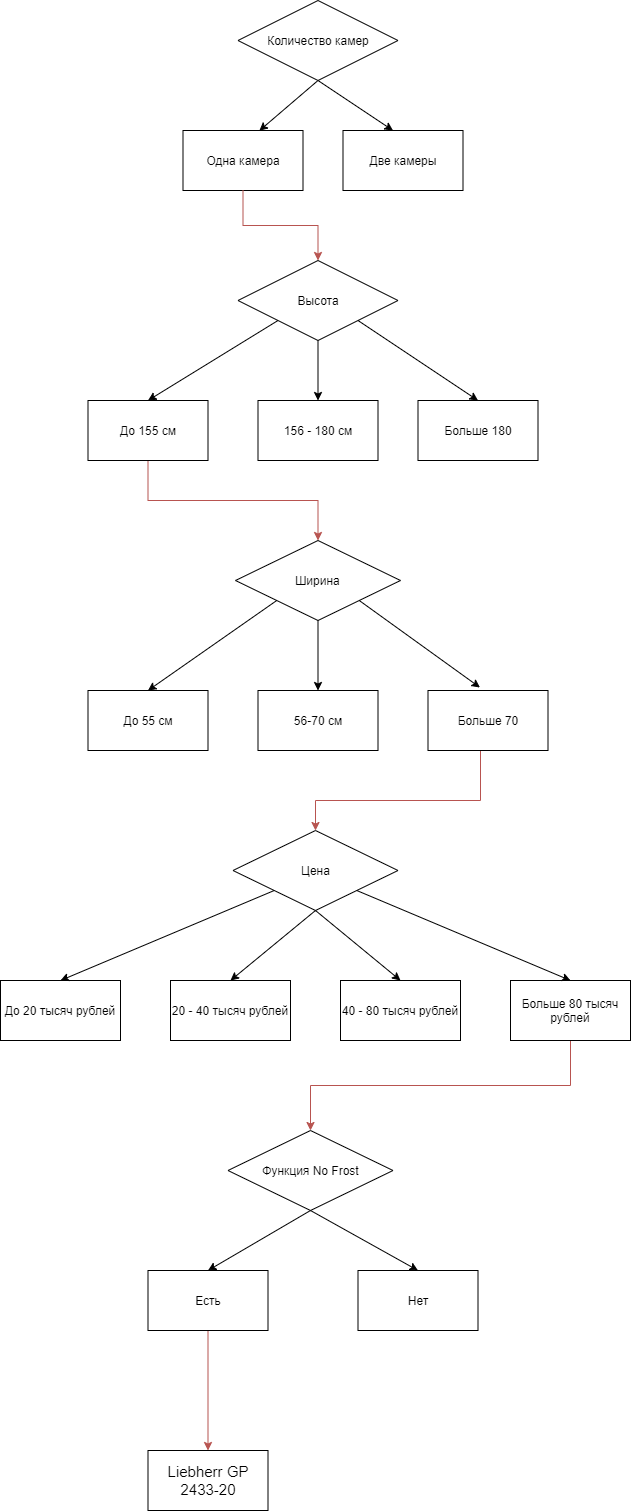 Количество камер
Одна камера
Две камеры
Высота
До 155 см
156 - 180 см
Больше 180
Ширина
До 55 см
56-70 см
Больше 70
Цена
До 20 тысяч рублей
20 - 40 тысяч рублей
40 - 80 тысяч рублей
Больше 80 тысяч
рублей
Функция No Frost
Есть
Нет
Liebherr GP
2433-20